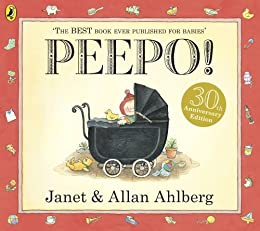 'THE BEST BOOK EVER PUBLISHED FOR BABIES'
PEEPO!
30th
Anniversary
Edition
Janet & Allan Ahlberg